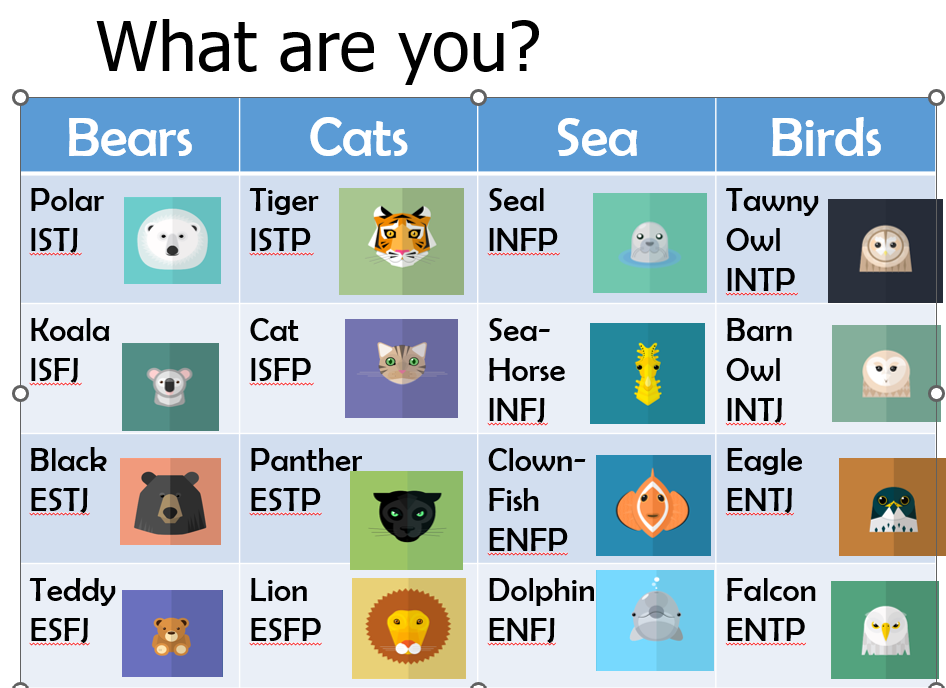 What are you?
Bears Cats Sea Birds
Polar
ISTJ
Tiger
ISTP
Seal
INFP
Tawny
Owl
INTP
Koala
ISFJ
Cat
ISFP
Sea-
Horse
INFJ
Barn
Owl
INTJ
Black
ESTJ
Panther
ESTP
Clown-
Fish
ENFP
Eagle
ENTJ
Teddy
ESFJ
Lion
ESFP
Dolphin
ENFJ
Falcon
ENTP